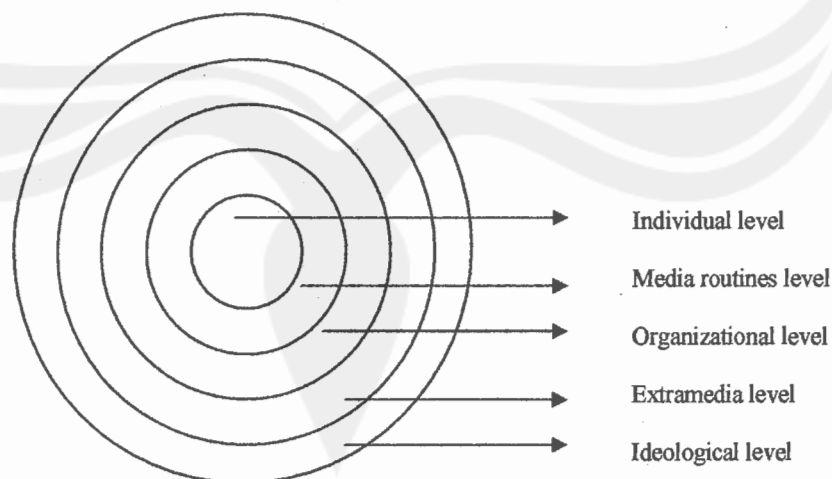 Individual level
Media routines level
Organizational level
Extramedia level
Ideological level